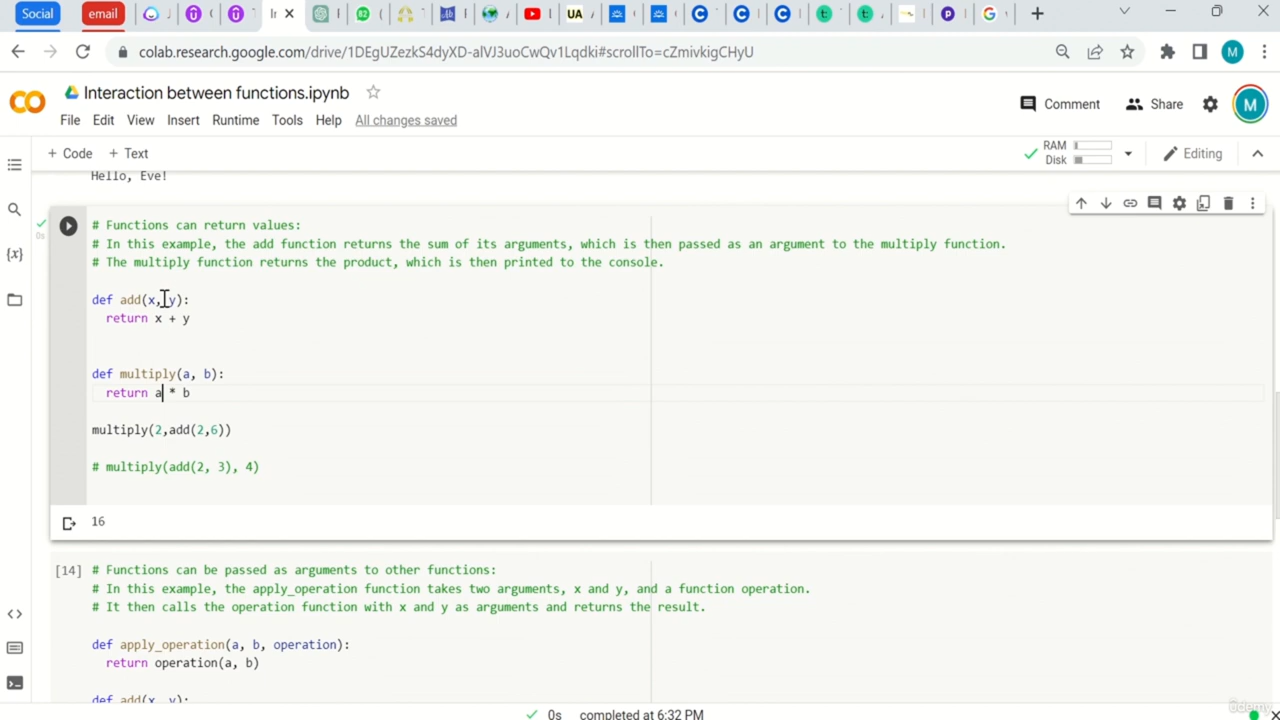 Social
email
colab.research.google.com/drive/1DEgUZezkS4dyXD-alVJ3uoCwQv1Lqdki#scrollTo=cZmivkigCHyU
M
CO
Interaction between functions.ipynb
Comment
Share
M
File Edit View Insert Runtime Tools Help All changes saved
+ Code + Text
RAM
Disk
Editing
Hello, Eve!
# Functions can return values:
# In this example, the add function returns the sum of its arguments, which is then passed as an argument to the multiply function.
# The multiply function returns the product, which is then printed to the console.
def add(x, y):
return x + y
def multiply(a, b):
return a * b
multiply(2,add(2,6))
# multiply(add(2, 3), 4)
0s
16
{x}
[14]
# Functions can be passed as arguments to other functions:
# In this example, the apply_operation function takes two arguments, x and y, and a function operation.
# It then calls the operation function with x and y as arguments and returns the result.
def apply_operation(a, b, operation):
return operation(a, b)
def add(x, y):
0s completed at 6:32 PM
udemy